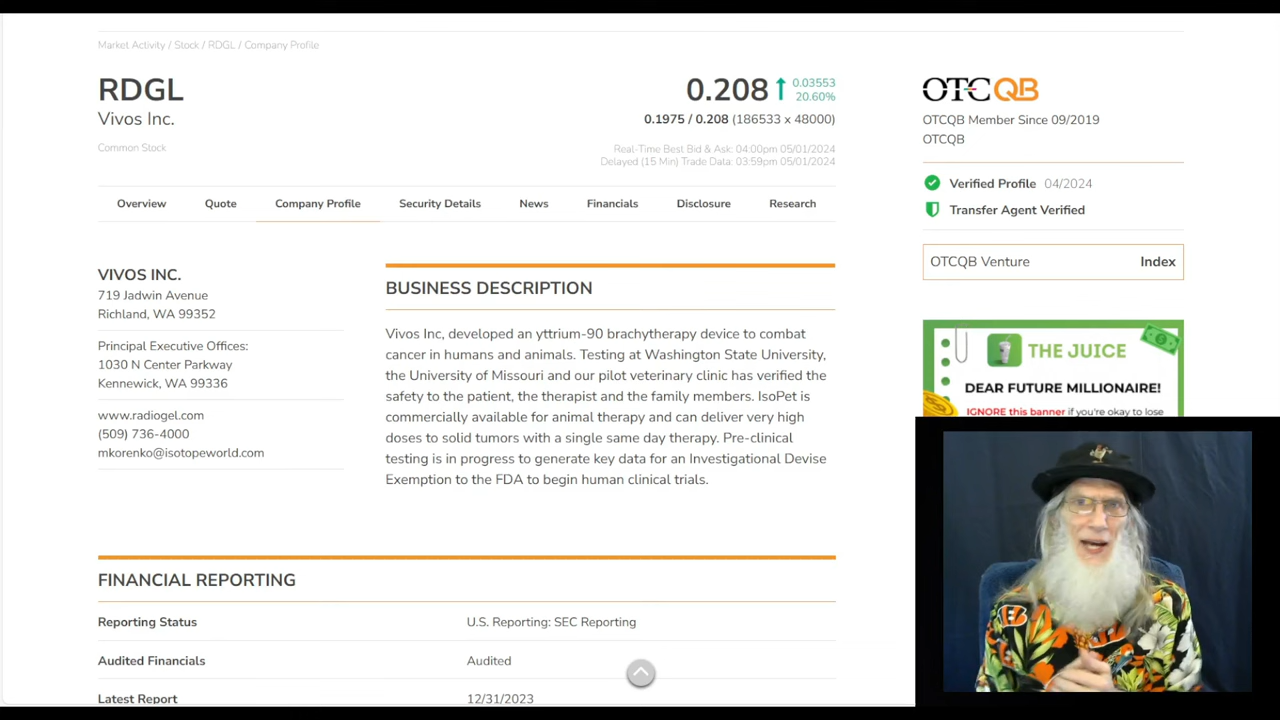 Market Activity / Stock / RDGL / Company Profile
RDGL
Vivos Inc.
Common Stock
0.208
0.03553
20.60%
0.1975 / 0.208 (186533 x 48000)
Real-Time Best Bid & Ask: 04:00pm 05/01/2024
Delayed (15 Min) Trade Data: 03:59pm 05/01/2024
OTCQB
OTCQB Member Since 09/2019
OTCQB
Verified Profile 04/2024
Transfer Agent Verified
OTCQB Venture Index
Overview Quote Company Profile Security Details News Financials Disclosure Research
VIVOS INC.
719 Jadwin Avenue
Richland, WA 99352
Principal Executive Offices:
1030 N Center Parkway
Kennewick, WA 99336
www.radiogel.com
(509) 736-4000
mkorenko@isotopeworld.com
BUSINESS DESCRIPTION
Vivos Inc, developed an yttrium-90 brachytherapy device to combat
cancer in humans and animals. Testing at Washington State University,
the University of Missouri and our pilot veterinary clinic has verified the
safety to the patient, the therapist and the family members. IsoPet is
commercially available for animal therapy and can deliver very high
doses to solid tumors with a single same day therapy. Pre-clinical
testing is in progress to generate key data for an Investigational Devise
Exemption to the FDA to begin human clinical trials.
THE JUICE
DEAR FUTURE MILLIONAIRE!
IGNORE this banner if you're okay to lose
FINANCIAL REPORTING
Reporting Status U.S. Reporting: SEC Reporting
Audited Financials Audited
Latest Report 12/31/2023
B